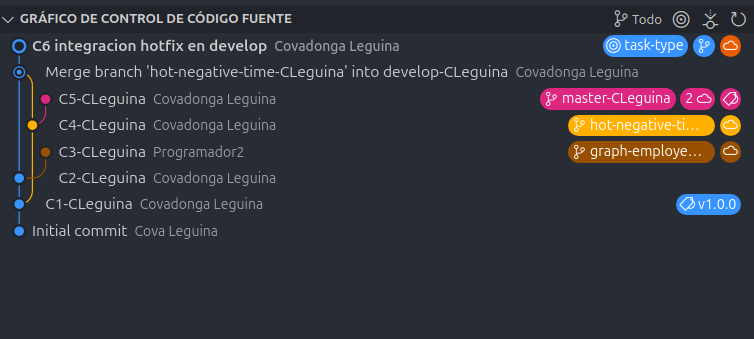 GRÁFICO DE CONTROL DE CÓDIGO FUENTE Todo
C6 integracion hotfix en develop Covadonga Leguina task-type
Merge branch 'hot-negative-time-CLeguina' into develop-CLeguina Covadonga Leguina
C5-CLeguina Covadonga Leguina master-CLeguina 2
C4-CLeguina Covadonga Leguina hot-negative-ti...
C3-CLeguina Programador2 graph-employe...
C2-CLeguina Covadonga Leguina
C1-CLeguina Covadonga Leguina v1.0.0
Initial commit Cova Leguina